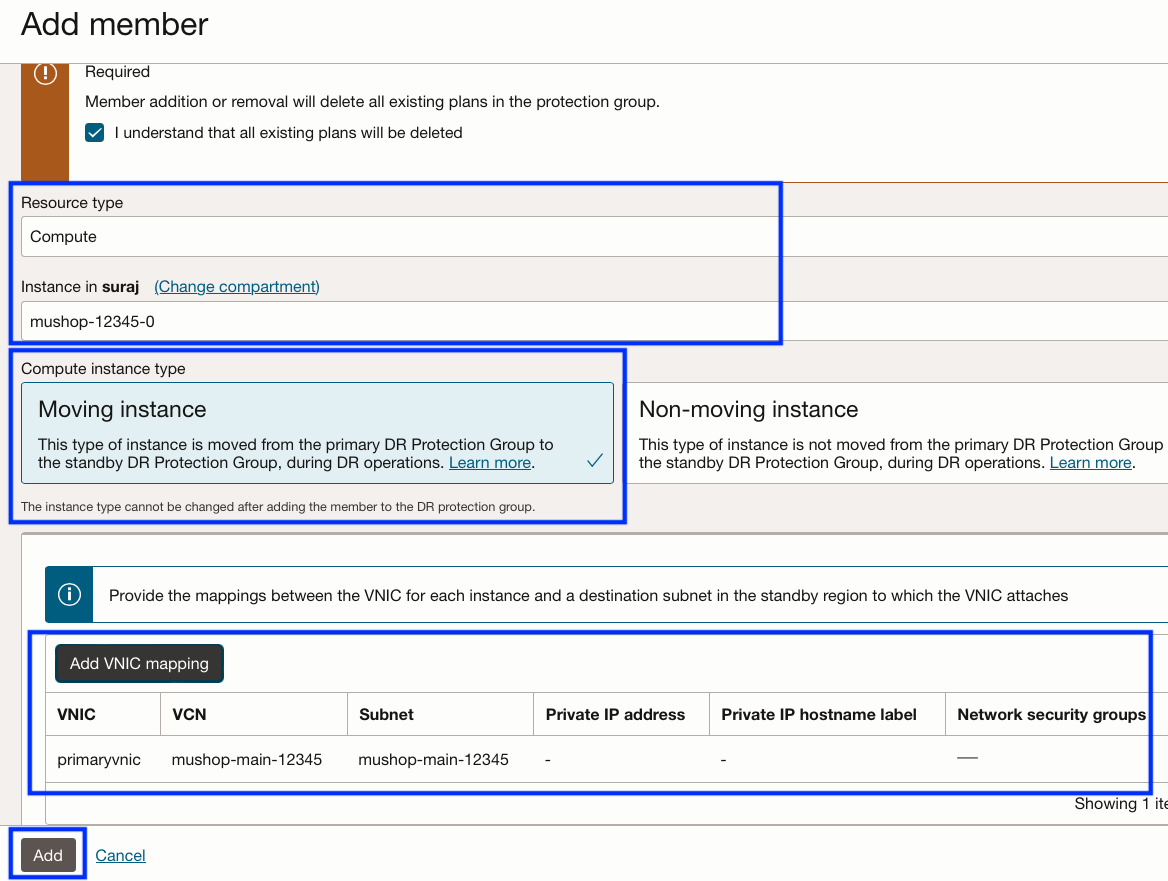 Add member
Required
Member addition or removal will delete all existing plans in the protection group.
I understand that all existing plans will be deleted
Resource type
Compute
Instance in suraj (Change compartment)
mushop-12345-0
Compute instance type
Moving instance
This type of instance is moved from the primary DR Protection Group to
the standby DR Protection Group, during DR operations. Learn more.
Non-moving instance
This type of instance is not moved from the primary DR Protection Group
the standby DR Protection Group, during DR operations. Learn more.
The instance type cannot be changed after adding the member to the DR protection group.
Provide the mappings between the VNIC for each instance and a destination subnet in the standby region to which the VNIC attaches
Add VNIC mapping
VNIC VCN Subnet Private IP address Private IP hostname label Network security groups
primaryvnic mushop-main-12345 mushop-main-12345 - - —
Showing 1 ite
Add Cancel